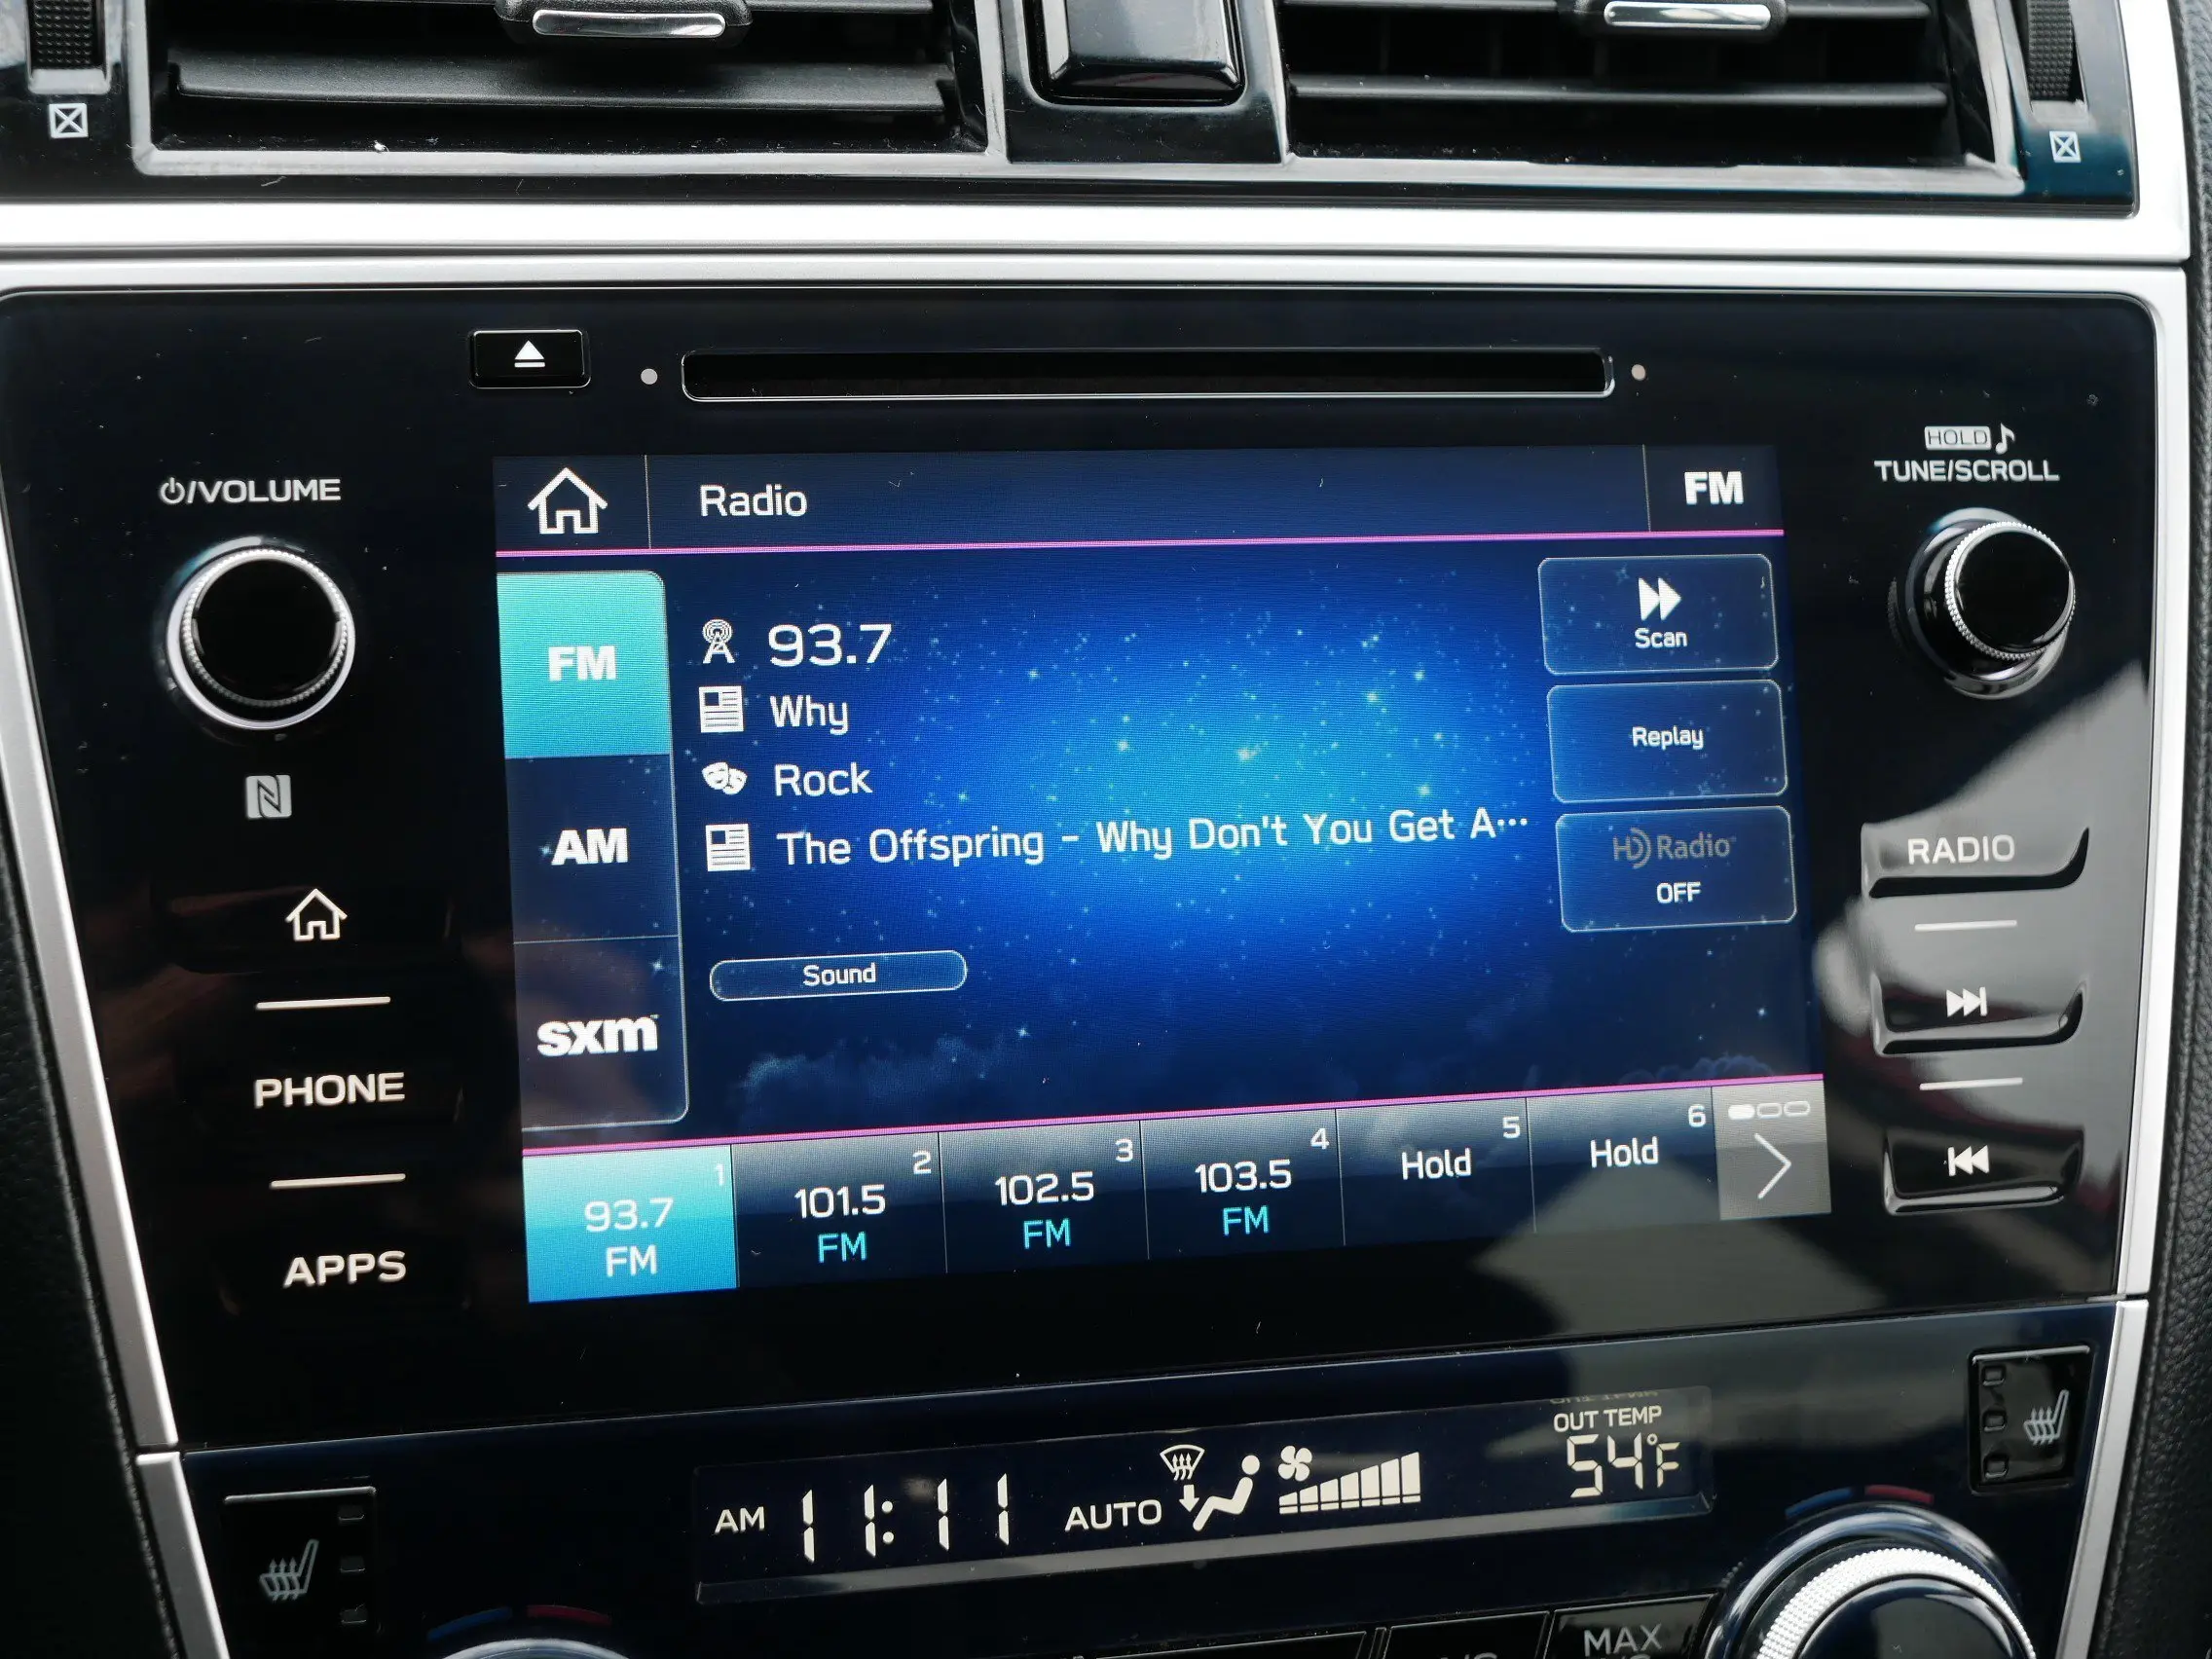 HOLD
⏻/VOLUME
TUNE/SCROLL
Radio
FM
FM
93.7
Scan
Why
Replay
Rock
AM
The Offspring - Why Don't You Get A...
HD Radio
OFF
RADIO
Sound
sxm
PHONE
1
93.7
FM
2
101.5
FM
3
102.5
FM
4
103.5
FM
5
Hold
6
Hold
APPS
OUT TEMP
54°F
AM 11:11
AUTO
MAX